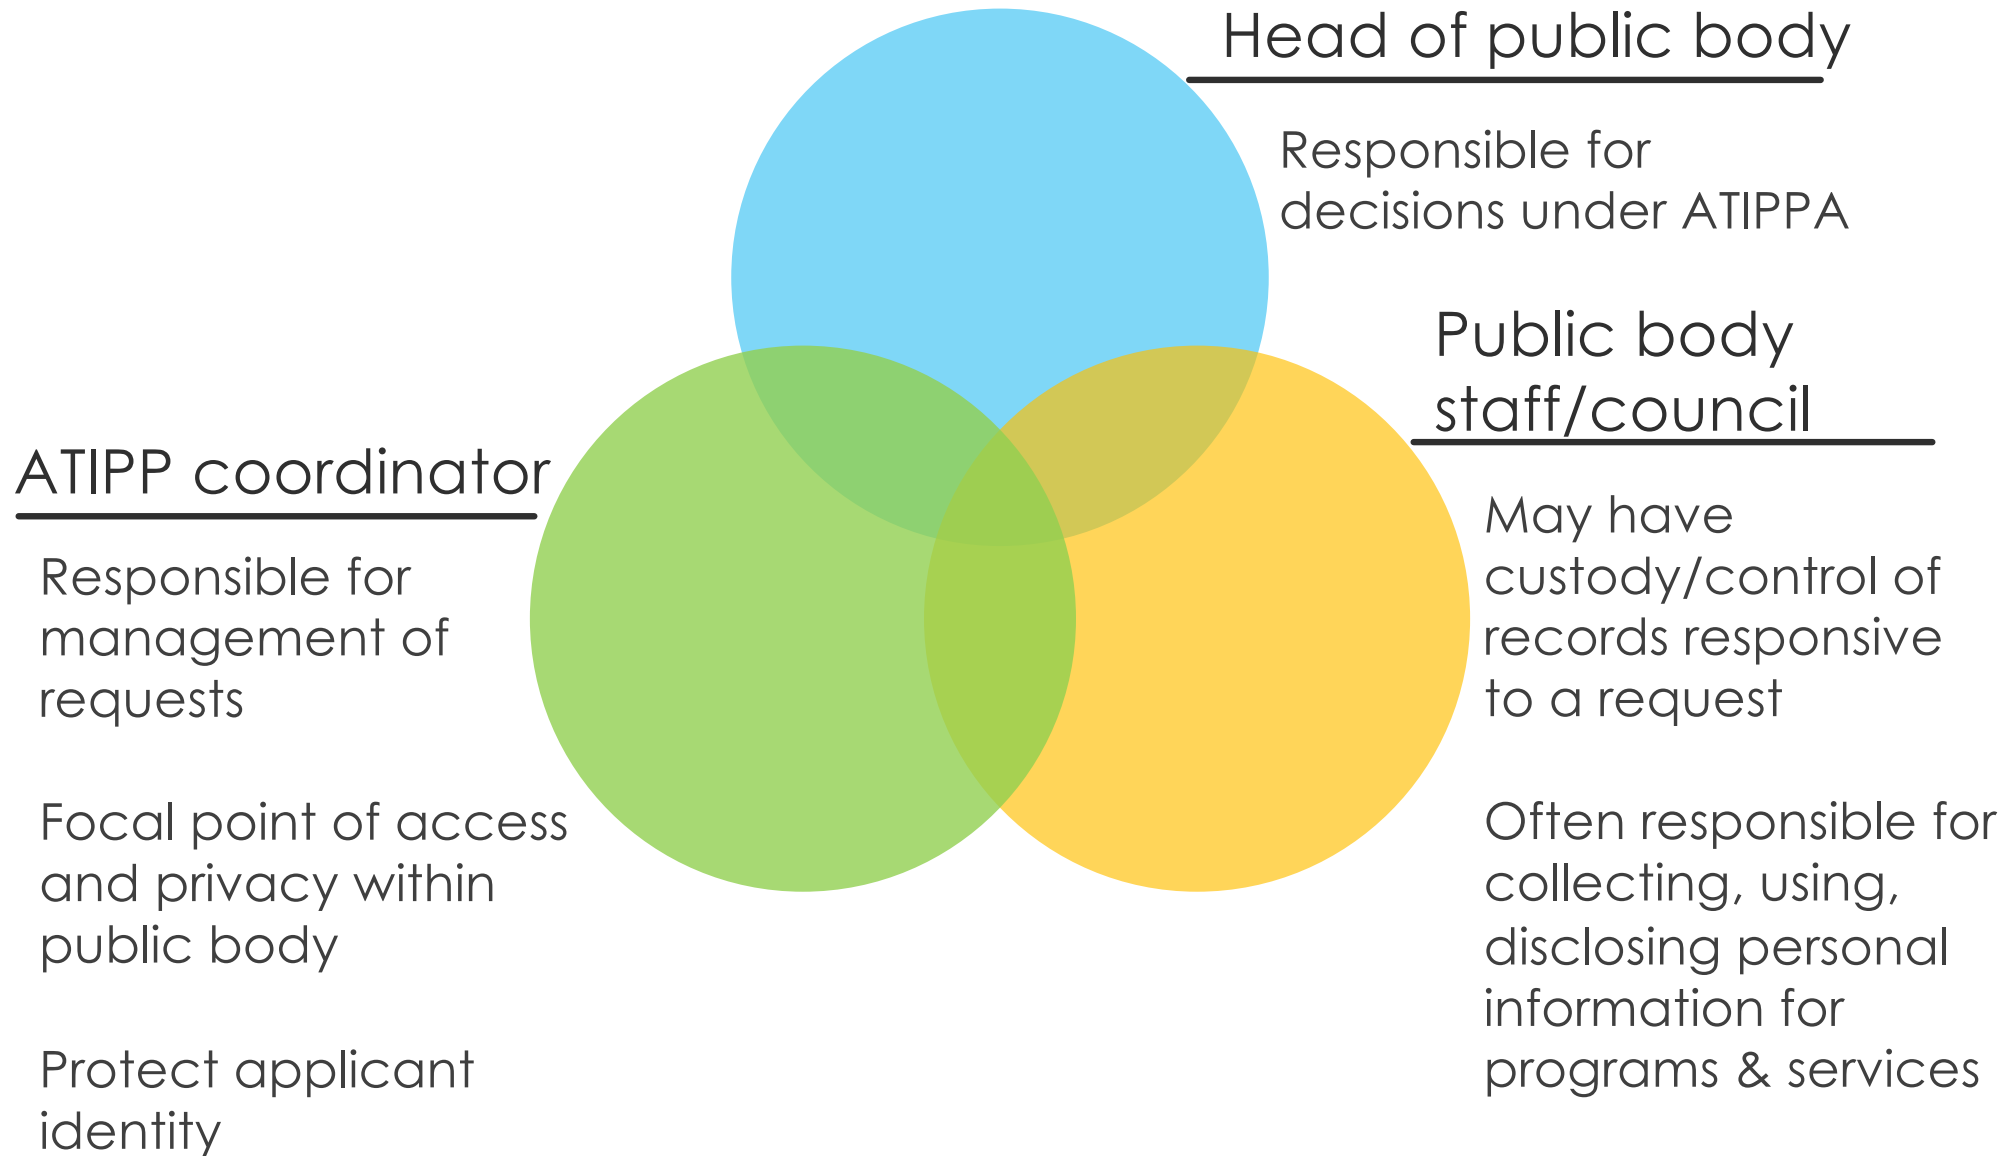 Head of public body
Responsible for
decisions under ATIPPA
Public body
staff/council
May have
custody/control of
records responsive
to a request
Often responsible for
collecting, using,
disclosing personal
information for
programs & services
ATIPP coordinator
Responsible for
management of
requests
Focal point of access
and privacy within
public body
Protect applicant
identity